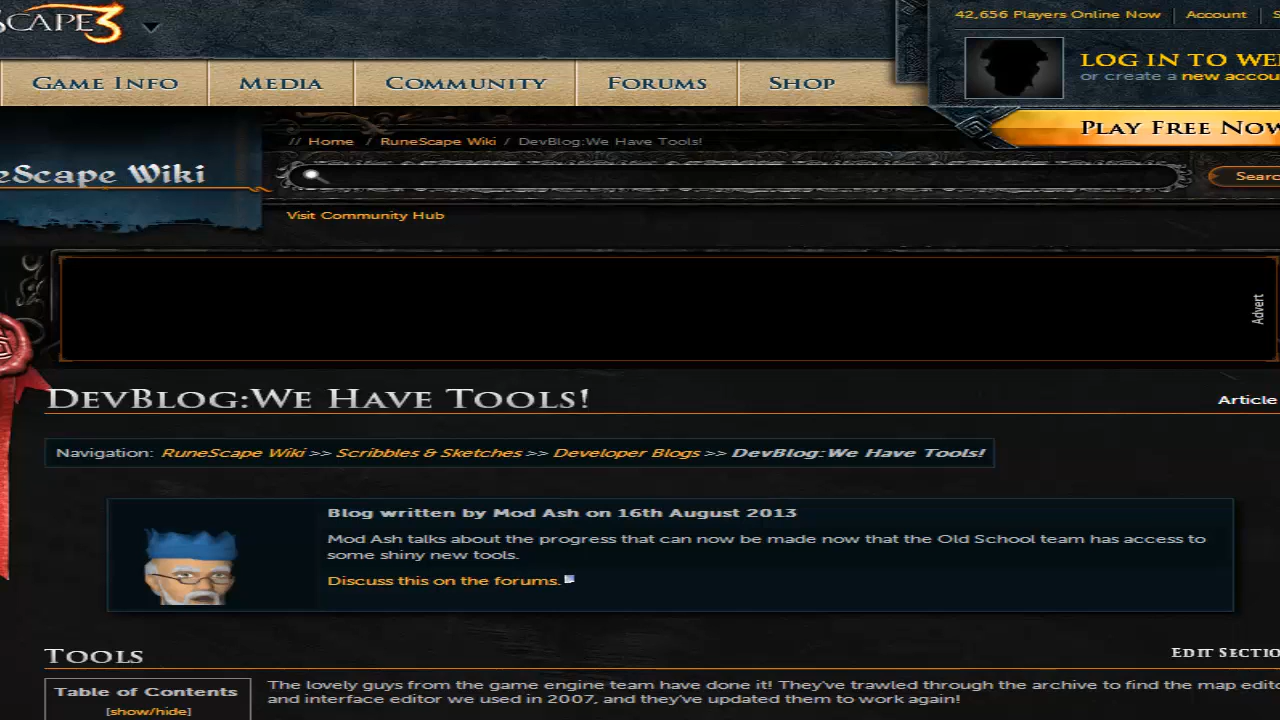 SCAPE 3
42,656 Players Online Now | Account
GAME INFO MEDIA COMMUNITY FORUMS SHOP
LOG IN TO
or create a new
PLAY FREE NOW
// Home / RuneScape Wiki / DevBlog:We Have Tools!
eScape Wiki
Searc
Visit Community Hub
Advert
DEVBLOG:WE HAVE TOOLS!
Article
Navigation: RuneScape Wiki >> Scribbles & Sketches >> Developer Blogs >> DevBlog:We Have Tools!
Blog written by Mod Ash on 16th August 2013
Mod Ash talks about the progress that can now be made now that the Old School team has access to
some shiny new tools.
Discuss this on the forums.
TOOLS
EDIT SECTIO
Table of Contents
[show/hide]
The lovely guys from the game engine team have done it! They've trawled through the archive to find the map edito
and interface editor we used in 2007, and they've updated them to work again!